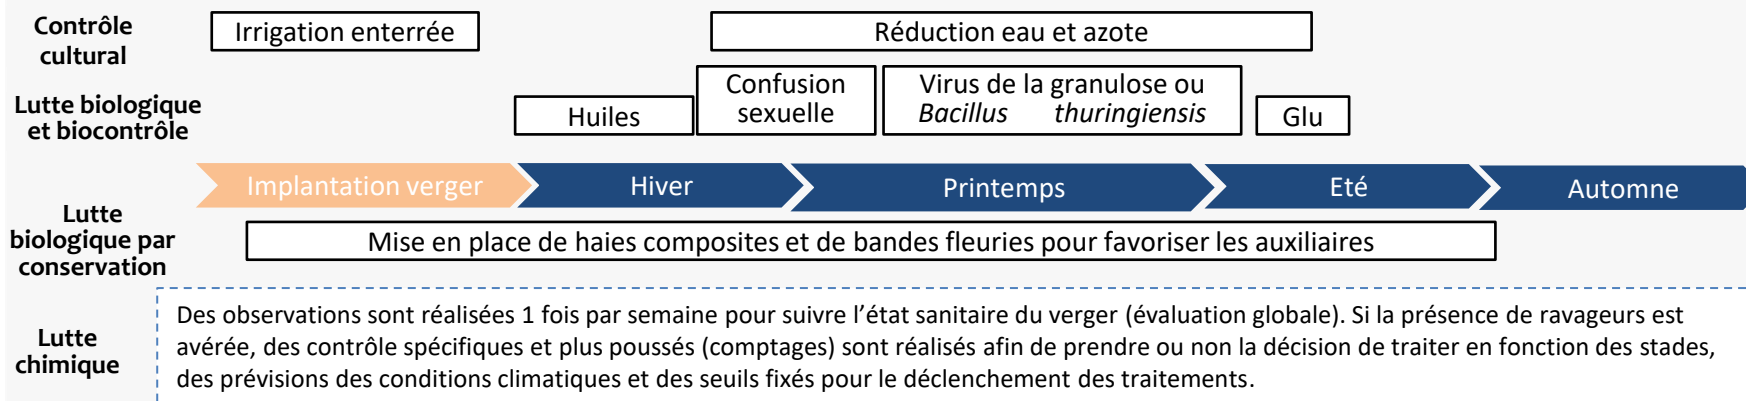 Contrôle
cultural
Irrigation enterrée
Réduction eau et azote
Lutte biologique
et biocontrôle
Huiles
Confusion
sexuelle
Virus de la granulose ou
Bacillus thuringiensis
Glu
Implantation verger
Hiver
Printemps
Eté
Automne
Lutte
biologique par
conservation
Mise en place de haies composites et de bandes fleuries pour favoriser les auxiliaires
Lutte
chimique
Des observations sont réalisées 1 fois par semaine pour suivre l’état sanitaire du verger (évaluation globale). Si la présence de ravageurs est
avérée, des contrôle spécifiques et plus poussés (comptages) sont réalisés afin de prendre ou non la décision de traiter en fonction des stades,
des prévisions des conditions climatiques et des seuils fixés pour le déclenchement des traitements.